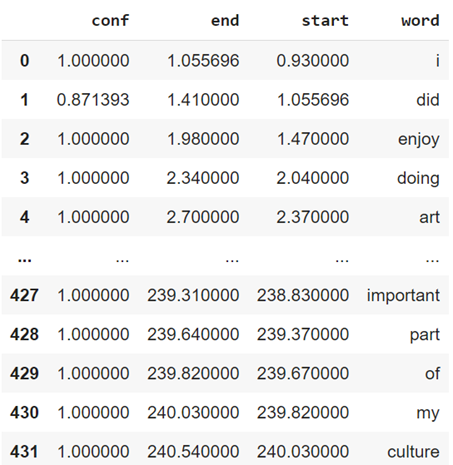 conf end start word
0 1.000000 1.055696 0.930000 i
1 0.871393 1.410000 1.055696 did
2 1.000000 1.980000 1.470000 enjoy
3 1.000000 2.340000 2.040000 doing
4 1.000000 2.700000 2.370000 art
... ... ... ... ...
427 1.000000 239.310000 238.830000 important
428 1.000000 239.640000 239.370000 part
429 1.000000 239.820000 239.670000 of
430 1.000000 240.030000 239.820000 my
431 1.000000 240.540000 240.030000 culture